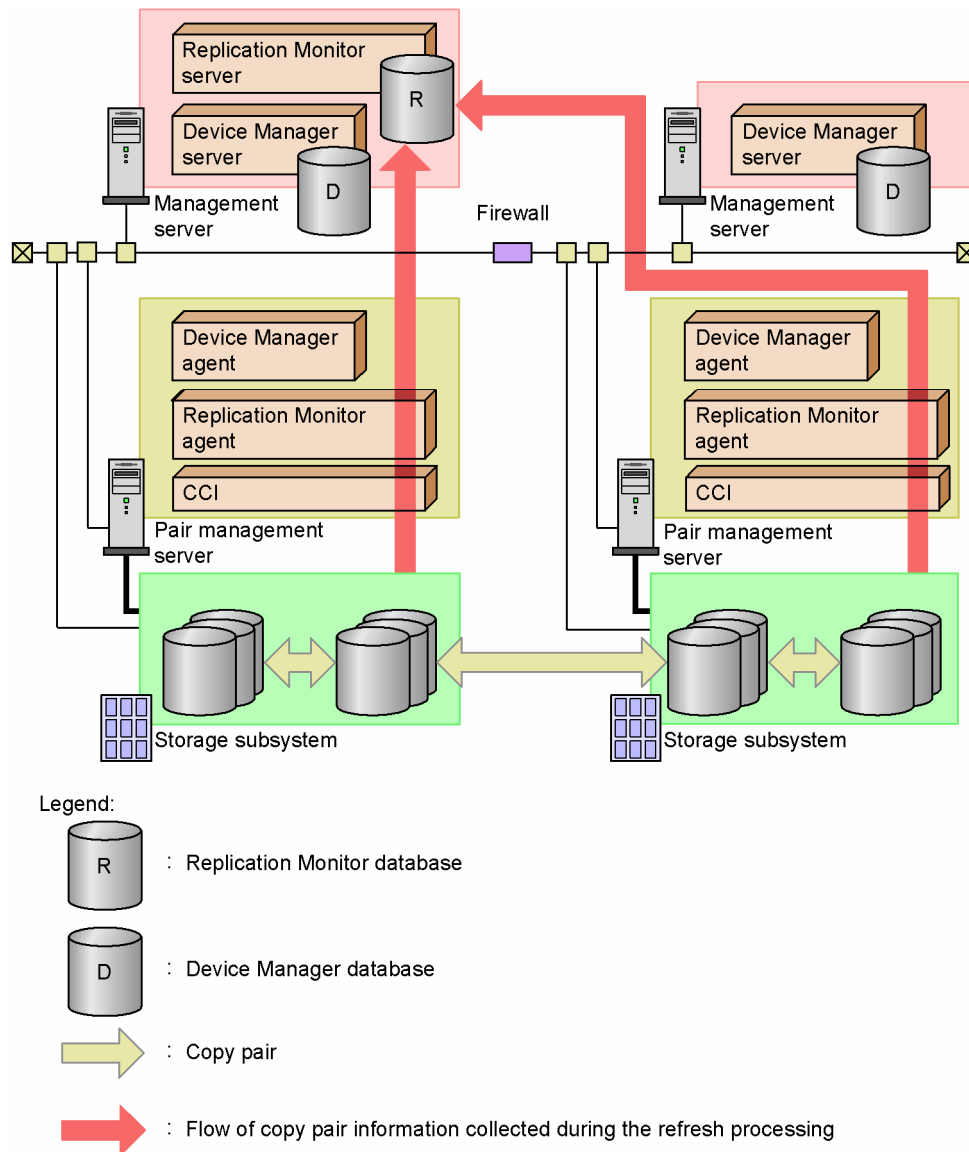 Replication Monitor
server
R
Device Manager
server
D
Management
server
Firewall
Device Manager
server
D
Management
server
Device Manager
agent
Replication Monitor
agent
CCI
Pair management
server
Device Manager
agent
Replication Monitor
agent
CCI
Pair management
server
Storage subsystem
Storage subsystem
Legend:
R : Replication Monitor database
D : Device Manager database
: Copy pair
: Flow of copy pair information collected during the refresh processing